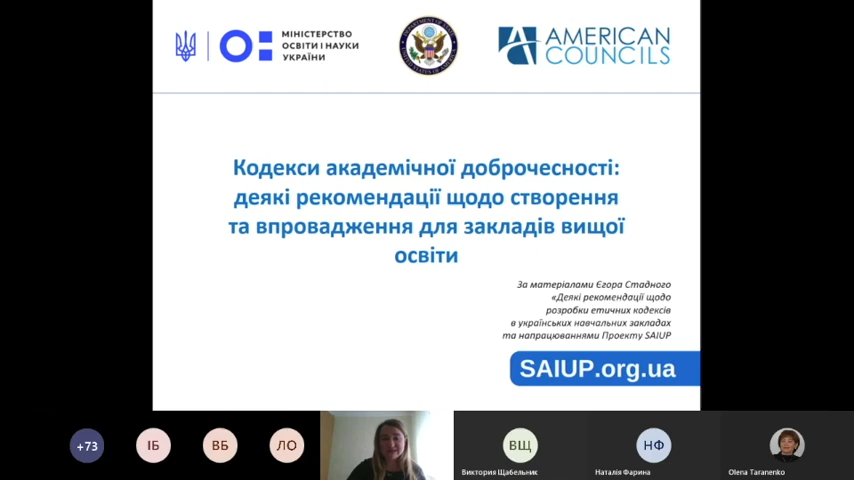 МІНІСТЕРСТВО
ОСВІТИ І НАУКИ
УКРАЇНИ
AMERICAN
COUNCILS
Кодекси академічної доброчесності:
деякі рекомендації щодо створення
та впровадження для закладів вищої
освіти
За матеріалами Єгора Стадного
«Деякі рекомендації щодо
розробки етичних кодексів
в українських навчальних закладах
та напрацюваннями Проекту SAIUP
SAIUP.org.ua
+73
ІБ
ВБ
ЛО
ВЩ
НФ
Виктория Щабельник
Наталія Фарина
Olena Taranenko